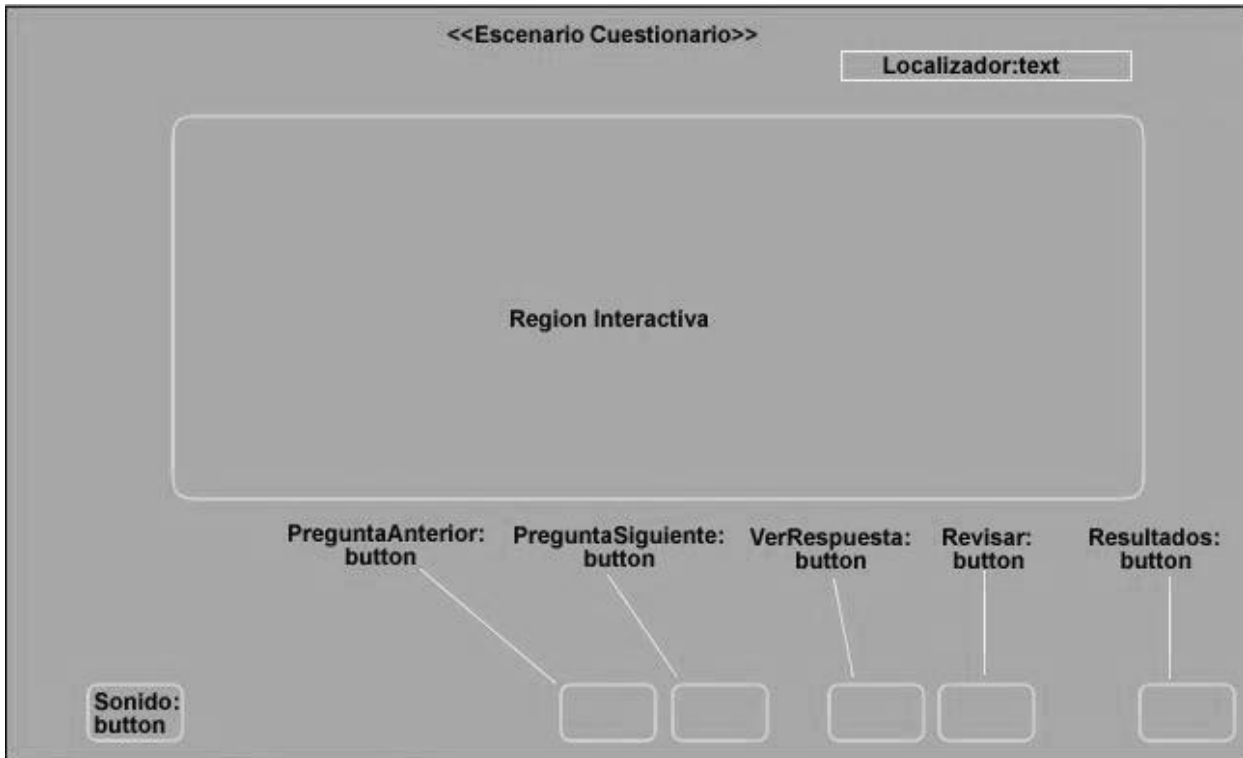 <<Escenario Cuestionario>>
Localizador:text
Region Interactiva
PreguntaAnterior:
button
PreguntaSiguiente:
button
VerRespuesta:
button
Revisar:
button
Resultados:
button
Sonido:
button